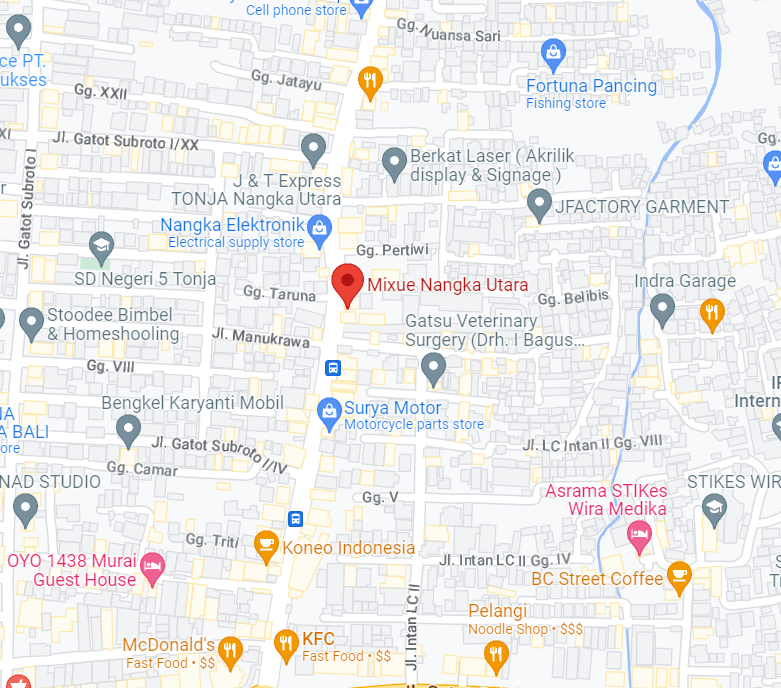 Cell phone store
Gg. Nuansa Sari
ce PT.
ukses
Gg. Jatayu
Fortuna Pancing
Fishing store
Gg. XXII
XI
Jl. Gatot Subroto I/XX
Gg.
Berkat Laser ( Akrilik
display & Signage )
J & T Express
TONJA Nangka Utara
Jl. Gatot Subroto I
JFACTORY GARMENT
Nangka Elektronik
Electrical supply store
Gg. Pertiwi
SD Negeri 5 Tonja
Mixue Nangka Utara
Gg. Taruna
Gg. Belibis
Indra Garage
Stoodee Bimbel
& Homeshooling
Jl. Manukrawa
Gatsu Veterinary
Surgery (Drh. I Bagus...
Gg. VIII
Bengkel Karyanti Mobil
Surya Motor
Motorcycle parts store
NA
A BALI
ore
IF
Intern
Jl. Gatot Subroto I/IV
Jl. LC Intan II Gg. VIII
Gg. Camar
NAD STUDIO
Gg. V
Asrama STIKes
Wira Medika
STIKES WIR
Gg. Triti
Koneo Indonesia
OYO 1438 Murai
Guest House
Jl. Intan LC II Gg. IV
BC Street Coffee
S
T
Jl. Intan LC II
Pelangi
Noodle Shop • $$$
McDonald's
Fast Food • $$
KFC
Fast Food • $$